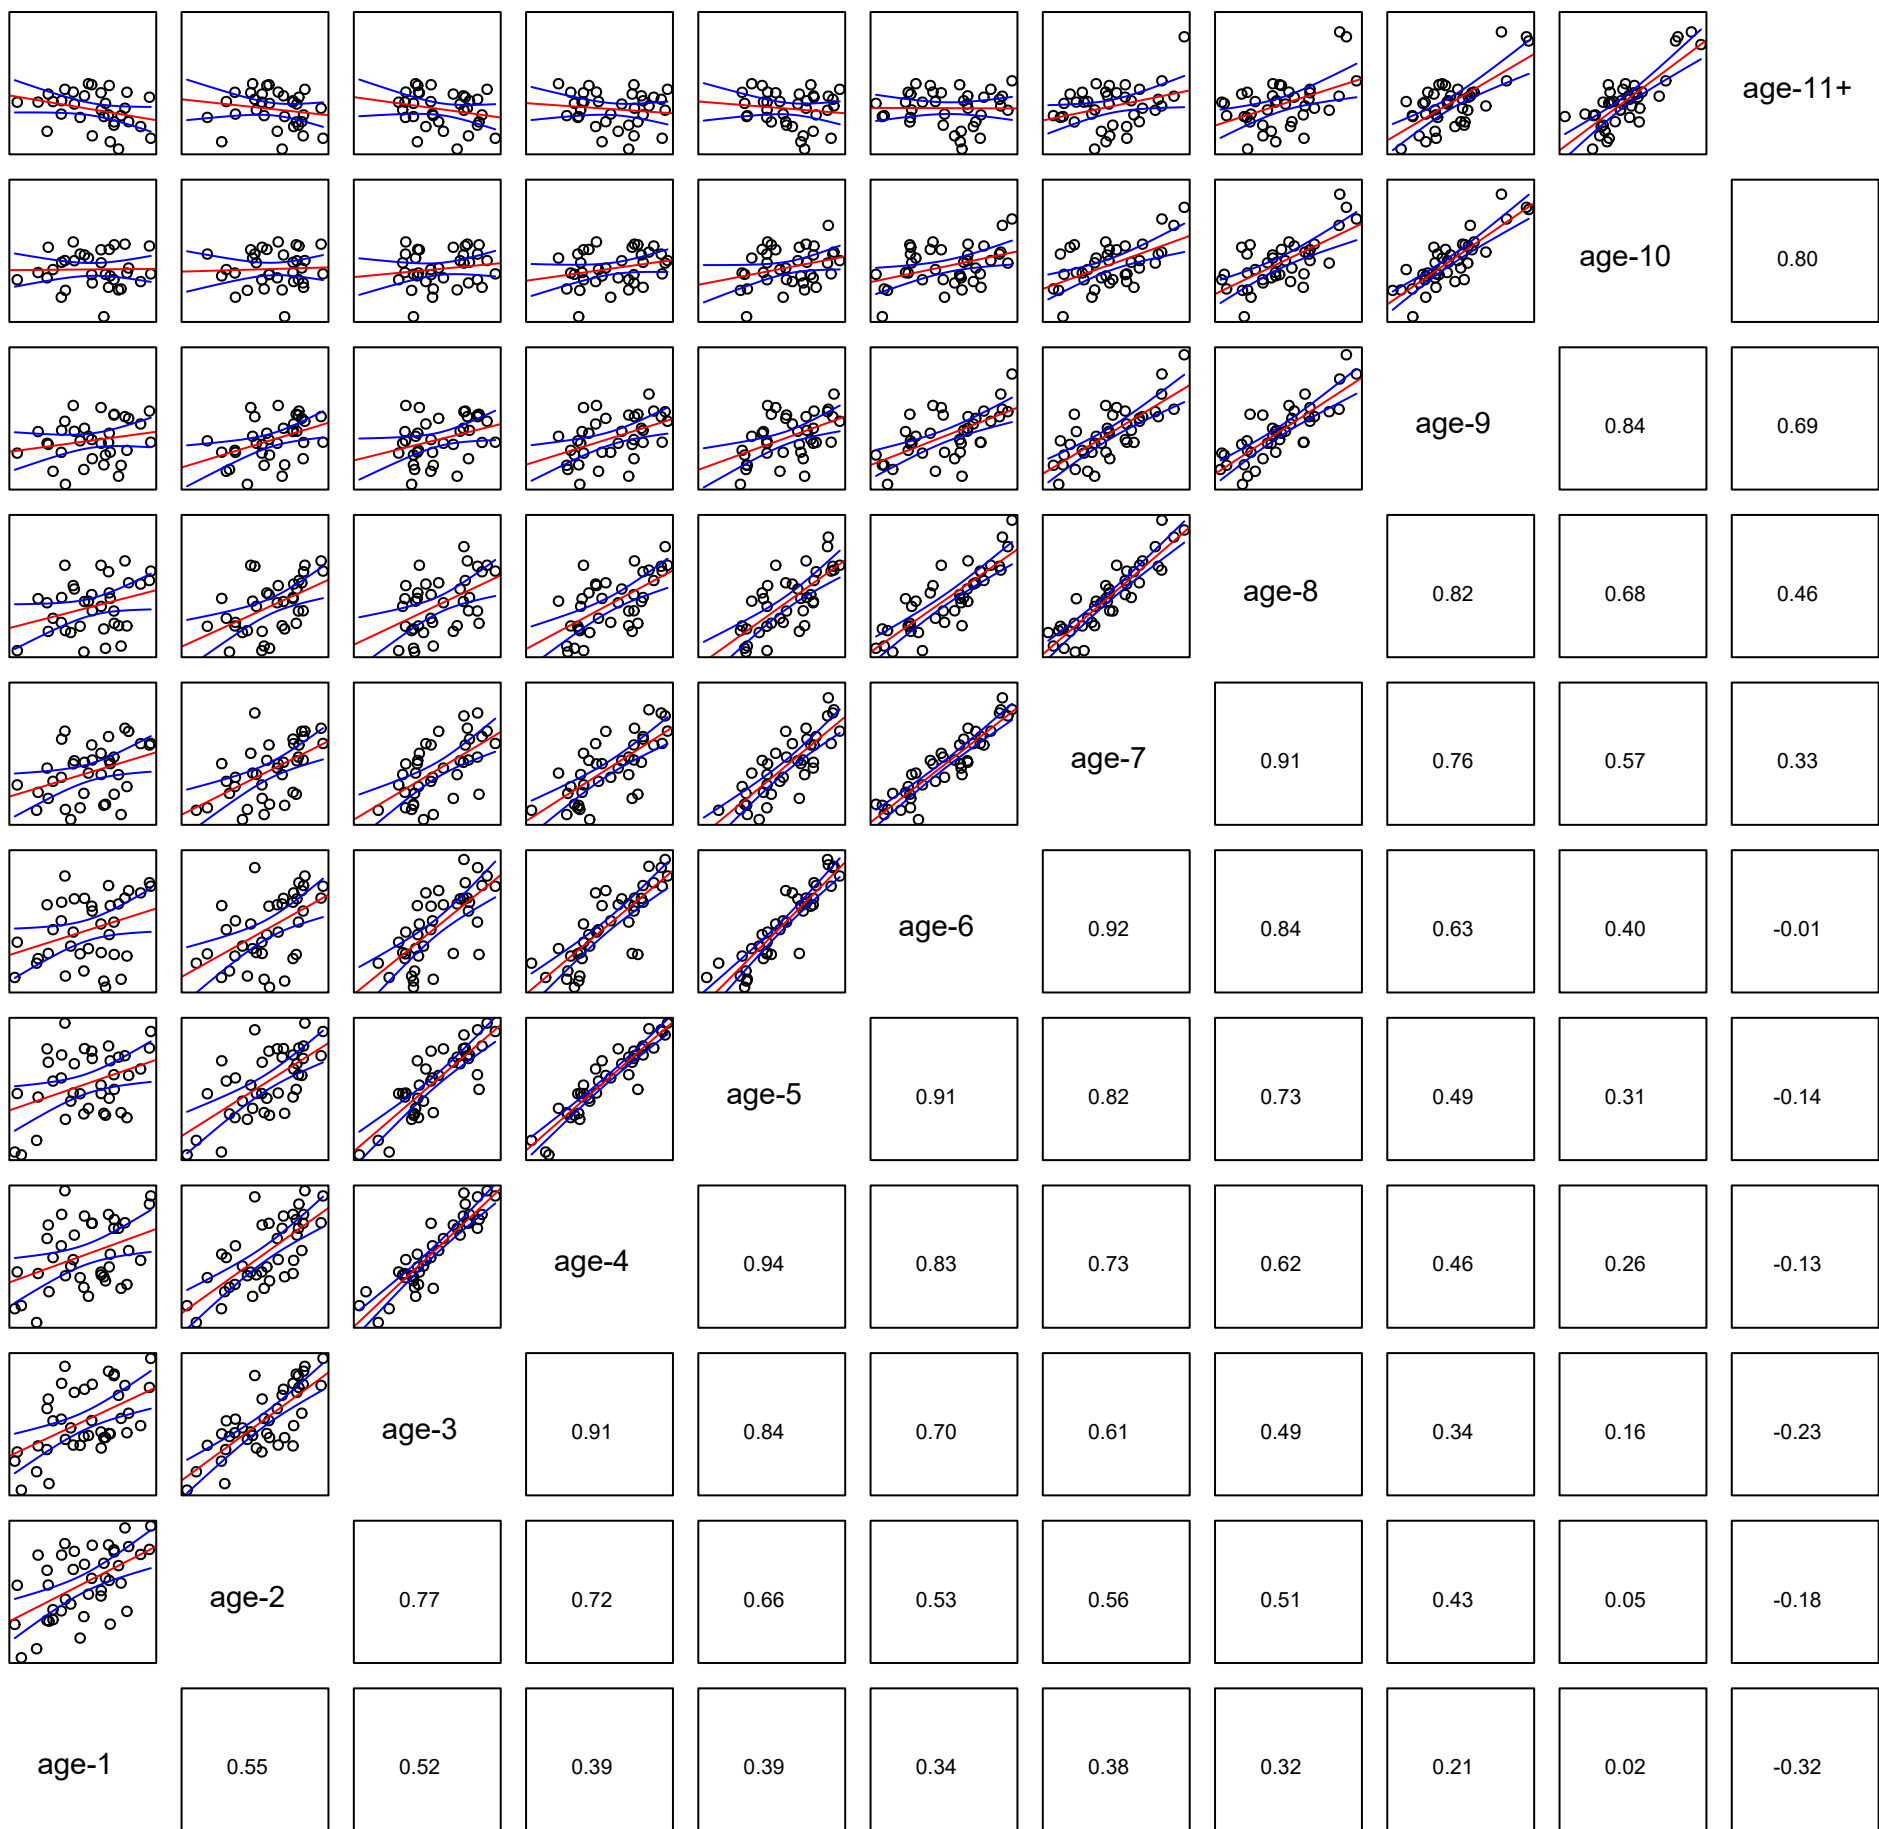 age-11+
age-10 0.80
age-9 0.84 0.69
age-8 0.82 0.68 0.46
age-7 0.91 0.76 0.57 0.33
age-6 0.92 0.84 0.63 0.40 -0.01
age-5 0.91 0.82 0.73 0.49 0.31 -0.14
age-4 0.94 0.83 0.73 0.62 0.46 0.26 -0.13
age-3 0.91 0.84 0.70 0.61 0.49 0.34 0.16 -0.23
age-2 0.77 0.72 0.66 0.53 0.56 0.51 0.43 0.05 -0.18
age-1 0.55 0.52 0.39 0.39 0.34 0.38 0.32 0.21 0.02 -0.32